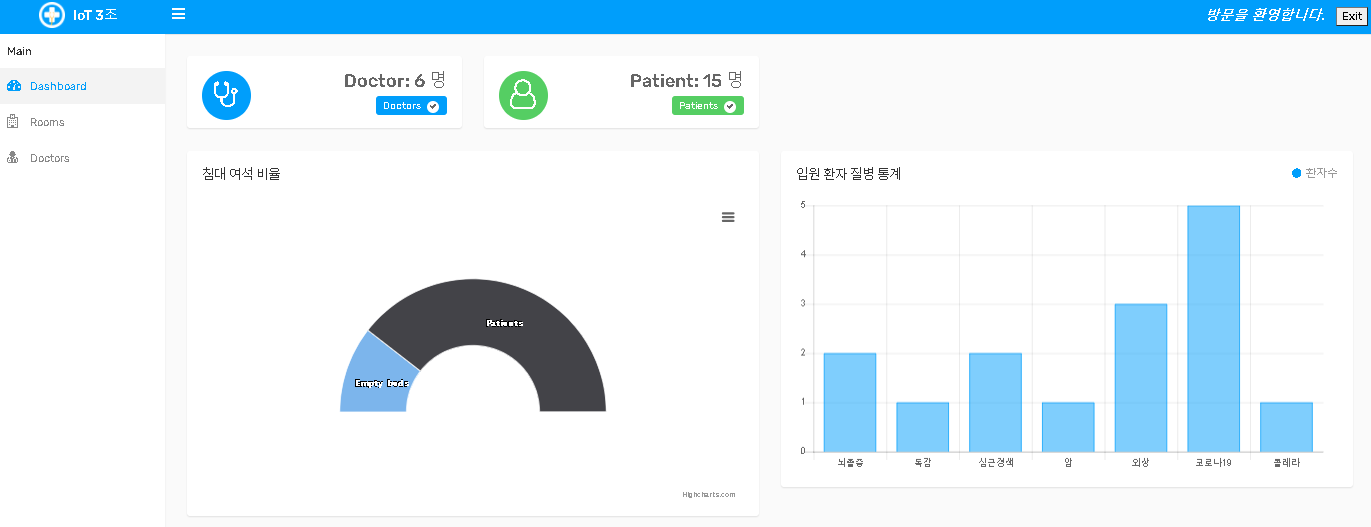 IoT 3조
방문을 환영합니다.
Exit
Main
Dashboard
Rooms
Doctors
Doctor: 6 명
Doctors
Patient: 15 명
Patients
침대 여석 비율
Patients
Empty beds
Highcharts.com
입원 환자 질병 통계
환자수
5
4
3
2
1
0
뇌졸중
독감
심근경색
암
외상
코로나19
콜레라